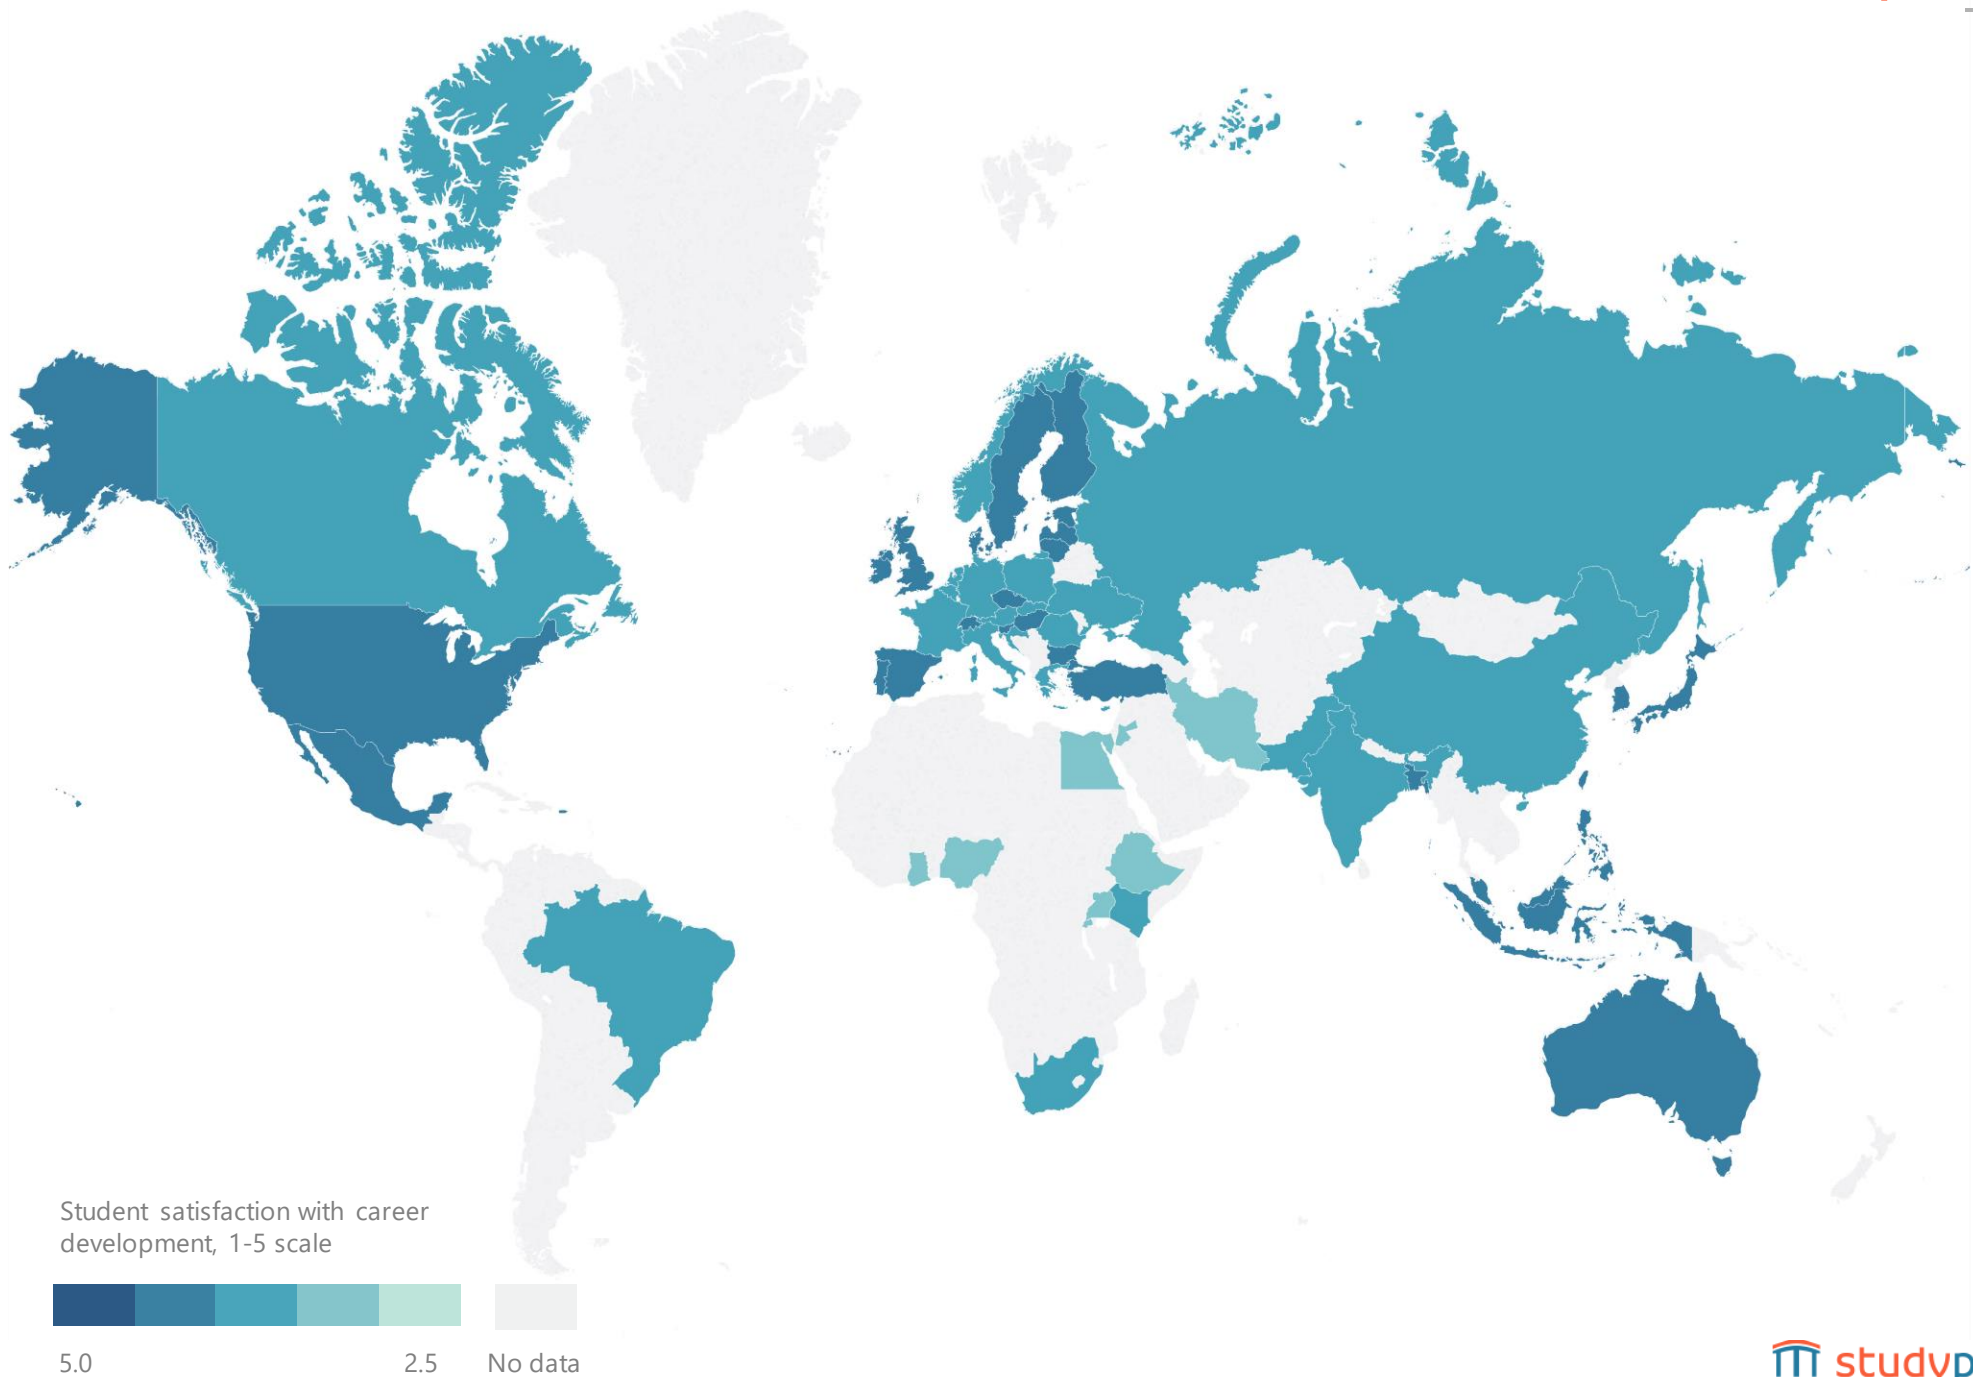 Student satisfaction with career
development, 1-5 scale
5.0
2.5
No data